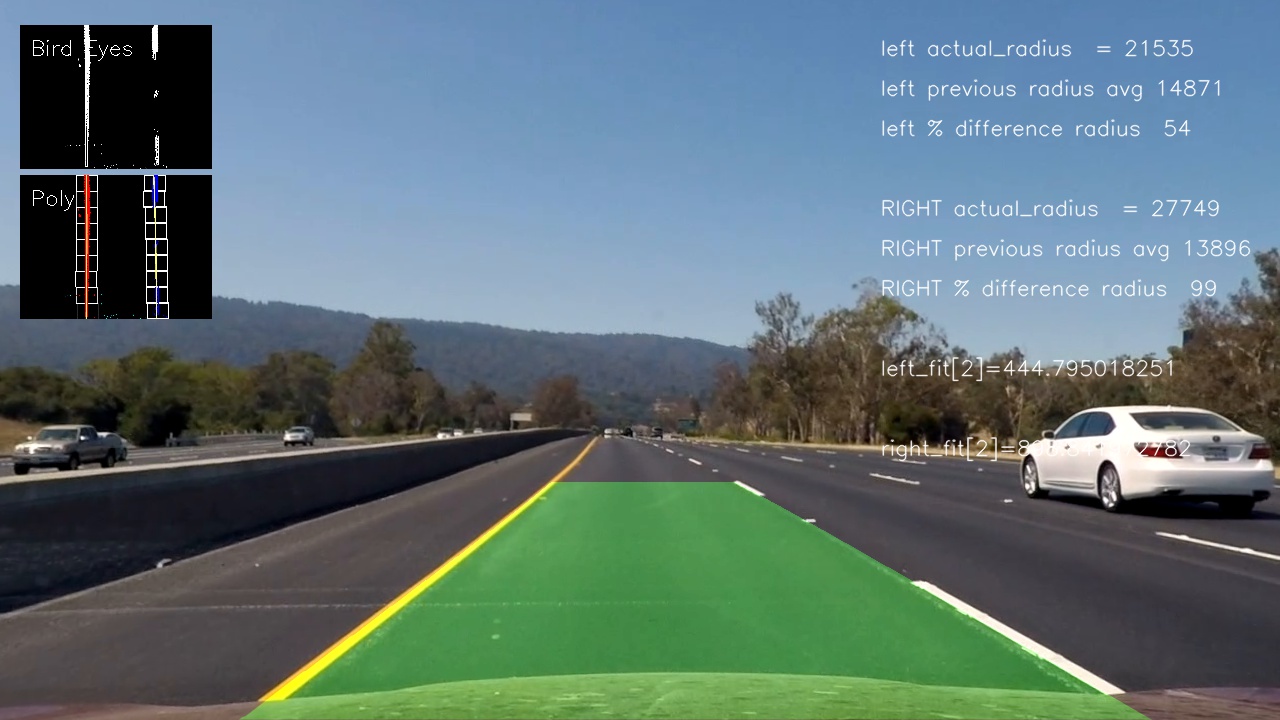 Bird Eyes
Poly
left actual_radius = 21535
left previous radius avg 14871
left % difference radius 54
RIGHT actual_radius = 27749
RIGHT previous radius avg 13896
RIGHT % difference radius 99
left_fit[2]=444.795018251